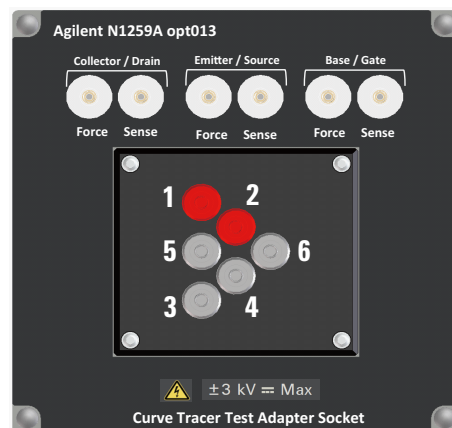 Agilent N1259A opt013
Collector / Drain Emitter / Source Base / Gate
Force Sense Force Sense Force Sense
1 2
5 6
3 4
±3 kV ⎓ Max
Curve Tracer Test Adapter Socket